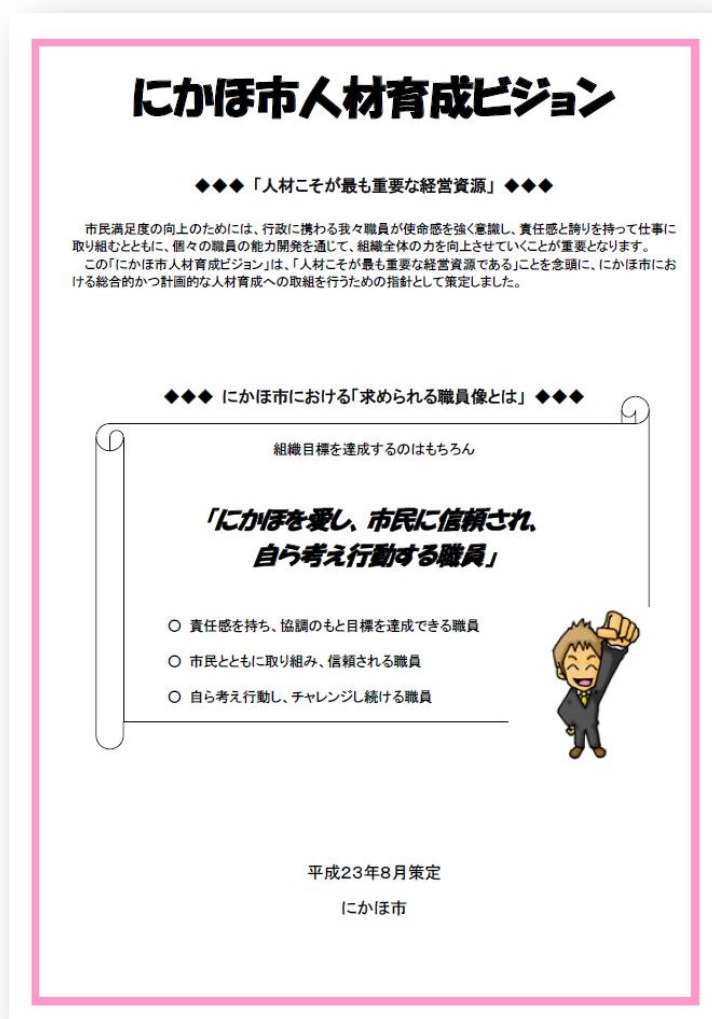 にかほ市人材育成ビジョン
◆◆◆「人材こそが最も重要な経営資源」◆◆◆
市民満足度の向上のためには、行政に携わる我々職員が使命感を強く意識し、責任感と誇りを持って仕事に
取り組むとともに、個々の職員の能力開発を通じて、組織全体の力を向上させていくことが重要となります。
この「にかほ市人材育成ビジョン」は、「人材こそが最も重要な経営資源である」ことを念頭に、にかほ市にお
ける総合的かつ計画的な人材育成への取組を行うための指針として策定しました。
◆◆◆ にかほ市における「求められる職員像とは」◆◆◆
組織目標を達成するのはもちろん
「にかほを愛し、市民に信頼され、
自ら考え行動する職員」
○ 責任感を持ち、協調のもと目標を達成できる職員
○ 市民とともに取り組み、信頼される職員
○ 自ら考え行動し、チャレンジし続ける職員
平成23年8月策定
にかほ市